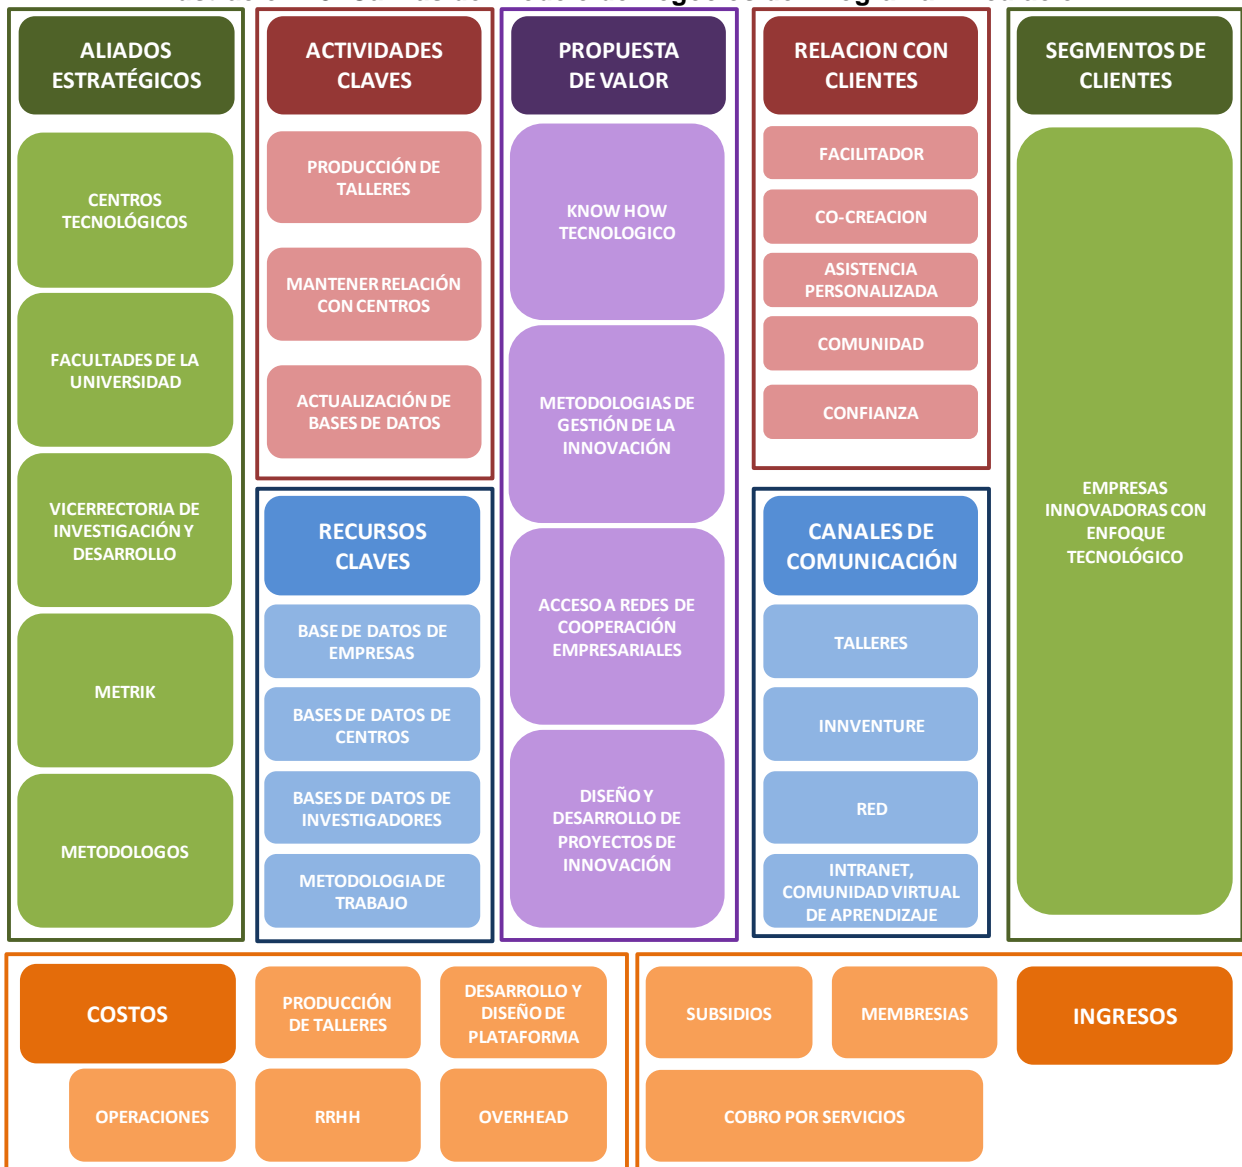 ALIADOS
ESTRATÉGICOS
CENTROS
TECNOLÓGICOS
FACULTADES DE LA
UNIVERSIDAD
VICERRECTORIA DE
INVESTIGACIÓN Y
DESARROLLO
METRIK
METODOLOGOS
ACTIVIDADES
CLAVES
PRODUCCIÓN DE
TALLERES
MANTENER RELACIÓN
CON CENTROS
ACTUALIZACIÓN DE
BASES DE DATOS
RECURSOS
CLAVES
BASE DE DATOS DE
EMPRESAS
BASES DE DATOS DE
CENTROS
BASES DE DATOS DE
INVESTIGADORES
METODOLOGIA DE
TRABAJO
PROPUESTA
DE VALOR
KNOW HOW
TECNOLOGICO
METODOLOGIAS DE
GESTIÓN DE LA
INNOVACIÓN
ACCESO A REDES DE
COOPERACIÓN
EMPRESARIALES
DISEÑO Y
DESARROLLO DE
PROYECTOS DE
INNOVACIÓN
RELACION CON
CLIENTES
FACILITADOR
CO-CREACION
ASISTENCIA
PERSONALIZADA
COMUNIDAD
CONFIANZA
CANALES DE
COMUNICACIÓN
TALLERES
INNVENTURE
RED
INTRANET,
COMUNIDAD VIRTUAL
DE APRENDIZAJE
SEGMENTOS DE
CLIENTES
EMPRESAS
INNOVADORAS CON
ENFOQUE
TECNOLÓGICO
COSTOS
PRODUCCIÓN
DE TALLERES
DESARROLLO Y
DISEÑO DE
PLATAFORMA
OPERACIONES
RRHH
OVERHEAD
SUBSIDIOS
MEMBRESIAS
INGRESOS
COBRO POR SERVICIOS